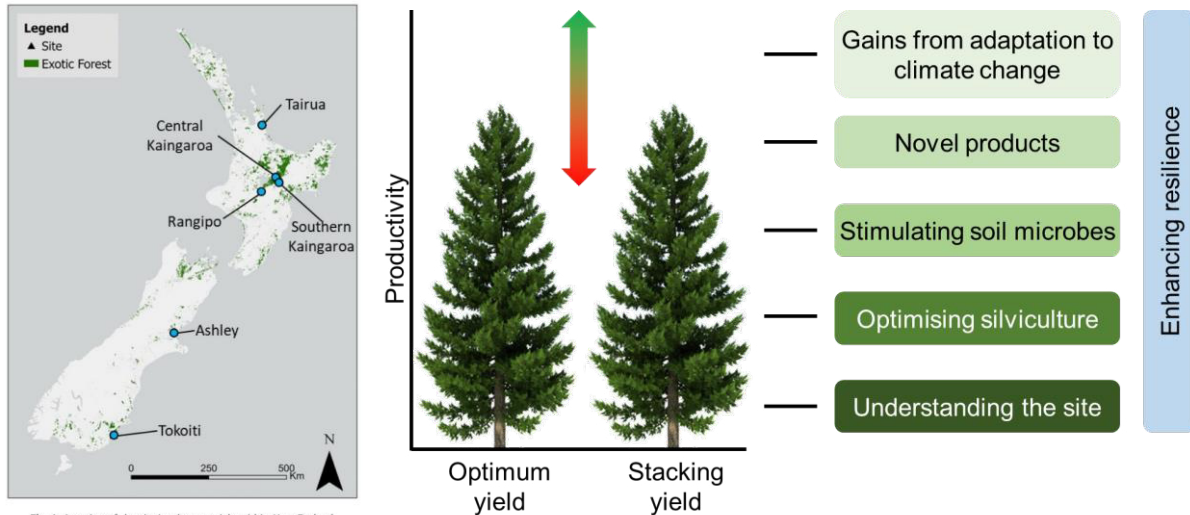 Legend
Site
Exotic Forest
Tairua
Central
Kaingaroa
Rangipo
Southern
Kaingaroa
Ashley
Tokoiti
N
0 250 500
Km
Productivity
Optimum
yield
Stacking
yield
Gains from adaptation to
climate change
Novel products
Stimulating soil microbes
Optimising silviculture
Understanding the site
Enhancing resilience